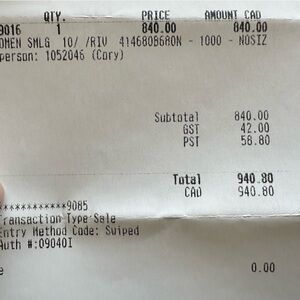 QTY. PRICE AMOUNT CAD
9016 1 840.00 840.00
OMEN SMLG 10/ /RIV 414680B680N - 1000 - NOSIZ
person: 1052046 (Cory)
Subtotal 840.00
GST 42.00
PST 58.80
Total 940.80
CAD 940.80
************9085
Transaction Type:Sale
Entry Method Code: Swiped
Auth #:09040I
e 0.00